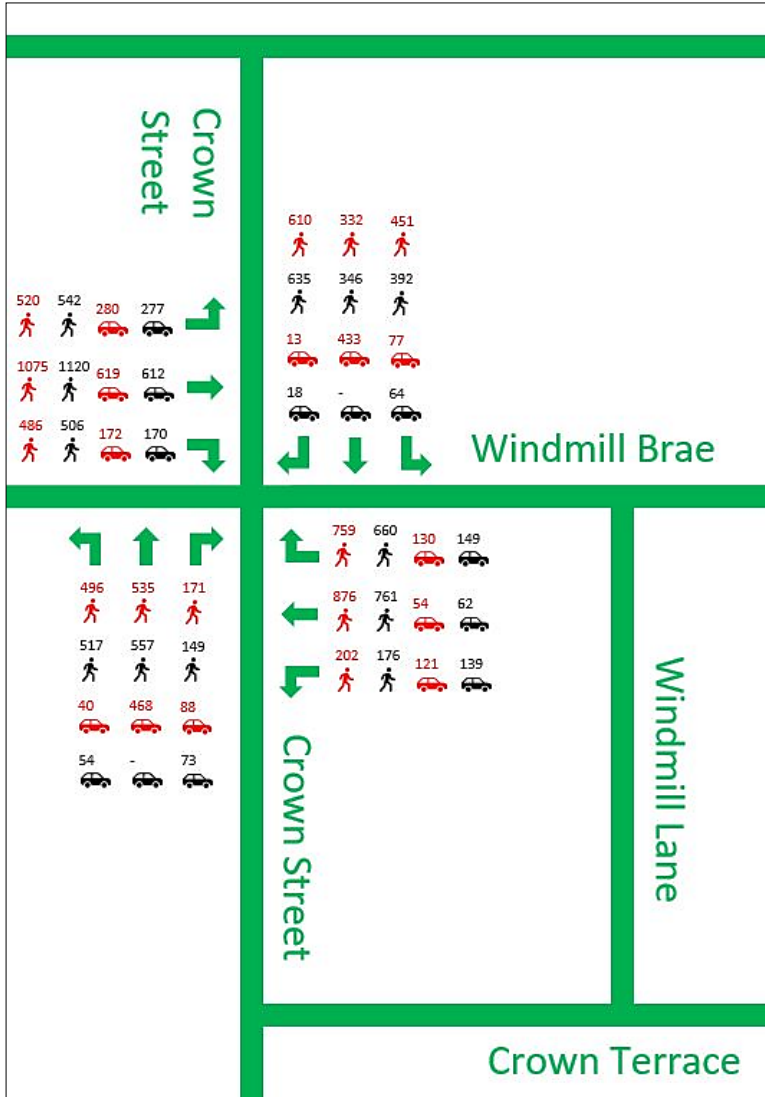 Crown
Street
610 332 451
635 346 392
13 433 77
18 - 64
520 542 280 277
1075 1120 619 612
486 506 172 170
Windmill Brae
759 660 130 149
876 761 54 62
202 176 121 139
496 535 171
517 557 149
40 468 88
54 - 73
Crown Street
Windmill Lane
Crown Terrace